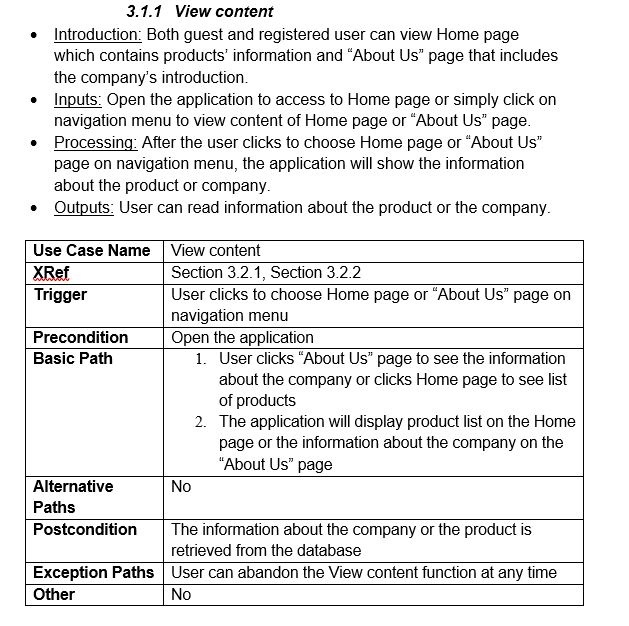 3.1.1 View content
• Introduction: Both guest and registered user can view Home page
which contains products' information and “About Us” page that includes
the company's introduction.
• Inputs: Open the application to access to Home page or simply click on
navigation menu to view content of Home page or “About Us” page.
• Processing: After the user clicks to choose Home page or “About Us”
page on navigation menu, the application will show the information
about the product or company.
• Outputs: User can read information about the product or the company.
Use Case Name View content
XRef Section 3.2.1, Section 3.2.2
Trigger User clicks to choose Home page or “About Us” page on
navigation menu
Precondition Open the application
Basic Path 1. User clicks “About Us” page to see the information
about the company or clicks Home page to see list
of products
2. The application will display product list on the Home
page or the information about the company on the
“About Us” page
Alternative No
Paths
Postcondition The information about the company or the product is
retrieved from the database
Exception Paths User can abandon the View content function at any time
Other No